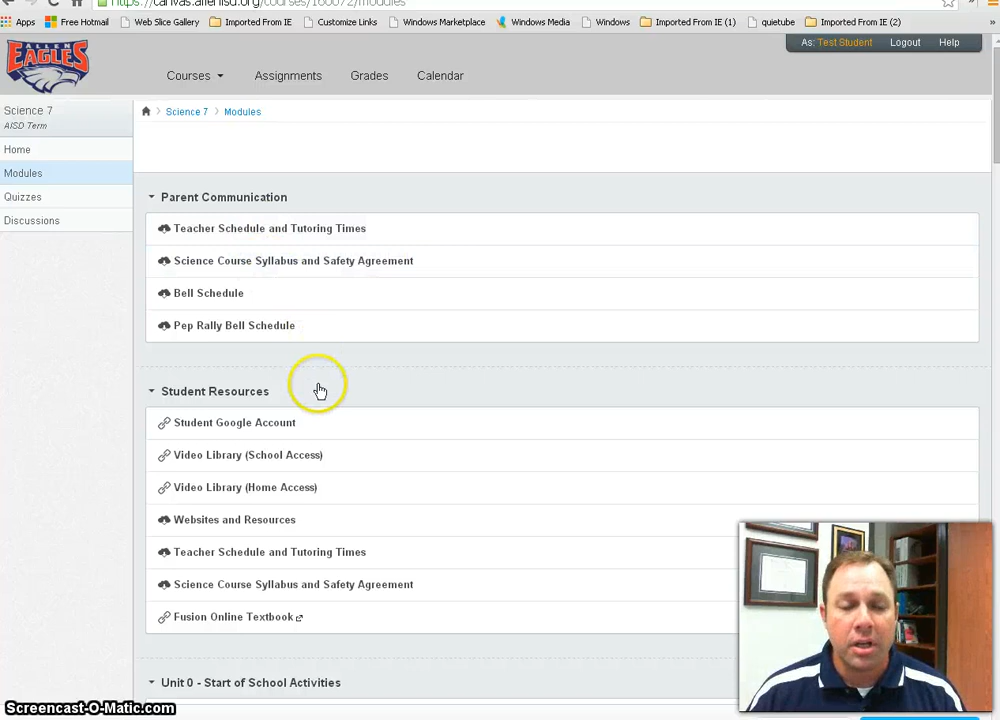 https://canvas.allenisd.org/courses/160072/modules
Apps Free Hotmail Web Slice Gallery Imported From IE Customize Links Windows Marketplace Windows Media Windows Imported From IE (1) quietube Imported From IE (2) »
As: Test Student Logout Help
ALLEN
EAGLES
Courses Assignments Grades Calendar
Science 7
AISD Term
Home
Modules
Quizzes
Discussions
Science 7 Modules
Parent Communication
Teacher Schedule and Tutoring Times
Science Course Syllabus and Safety Agreement
Bell Schedule
Pep Rally Bell Schedule
Student Resources
Student Google Account
Video Library (School Access)
Video Library (Home Access)
Websites and Resources
Teacher Schedule and Tutoring Times
Science Course Syllabus and Safety Agreement
Fusion Online Textbook
Unit 0 - Start of School Activities
Screencast-O-Matic.com